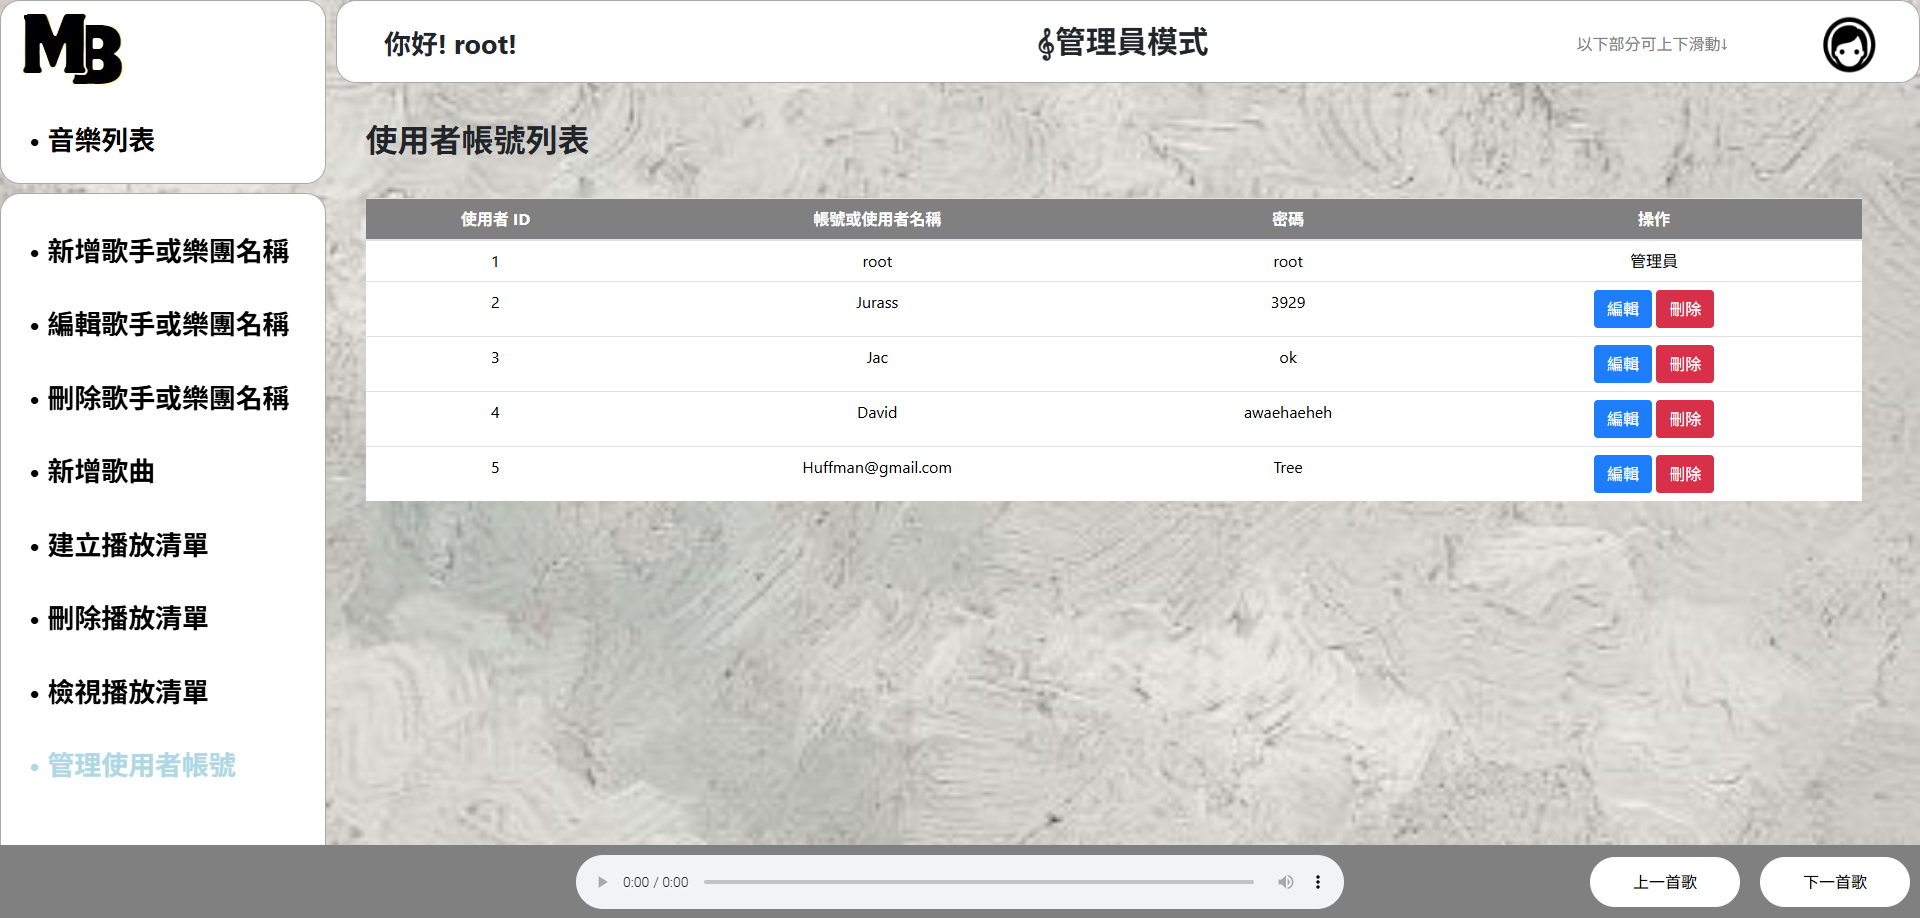 MB
• 音樂列表
• 新增歌手或樂團名稱
• 編輯歌手或樂團名稱
• 刪除歌手或樂團名稱
• 新增歌曲
• 建立播放清單
• 刪除播放清單
• 檢視播放清單
• 管理使用者帳號
你好! root!
𝄞管理員模式
以下部分可上下滑動↓
使用者帳號列表
使用者 ID 帳號或使用者名稱 密碼 操作
1 root root 管理員
2 Jurass 3929 編輯 刪除
3 Jac ok 編輯 刪除
4 David awaehaeheh 編輯 刪除
5 Huffman@gmail.com Tree 編輯 刪除
0:00 / 0:00
上一首歌
下一首歌